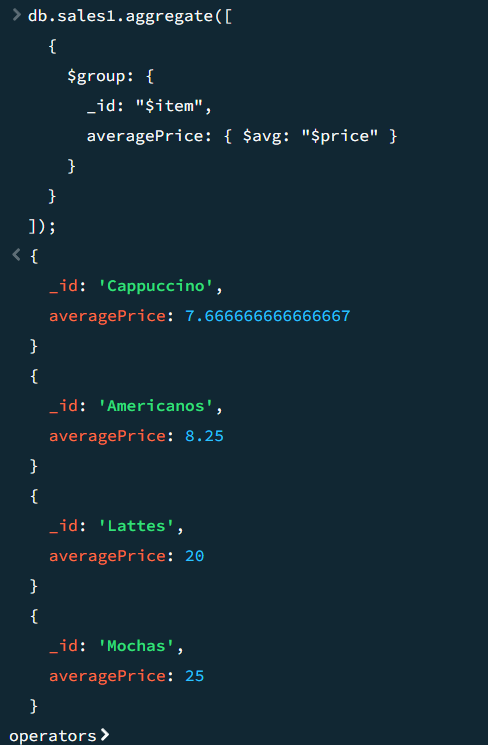 > db.sales1.aggregate([
{
$group: {
_id: "$item",
averagePrice: { $avg: "$price" }
}
}
]);
< {
_id: 'Cappuccino',
averagePrice: 7.666666666666667
}
{
_id: 'Americanos',
averagePrice: 8.25
}
{
_id: 'Lattes',
averagePrice: 20
}
{
_id: 'Mochas',
averagePrice: 25
}
operators>